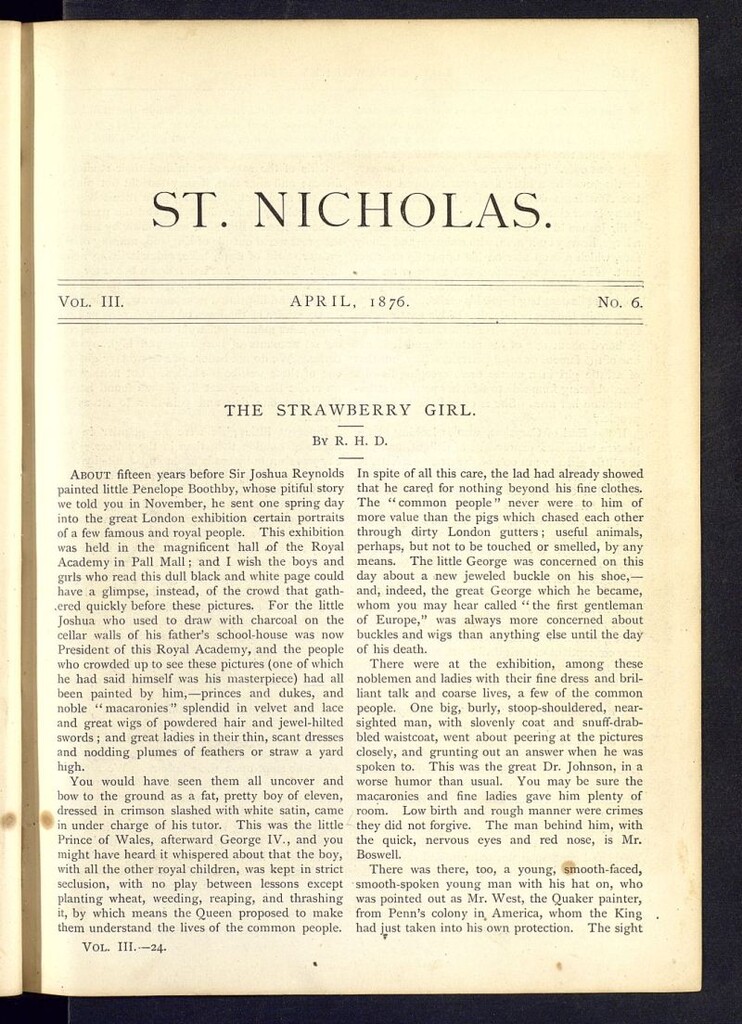 ST. NICHOLAS.
VOL. III.
APRIL, 1876.
No. 6.
THE STRAWBERRY GIRL.
BY R. H. D.
ABOUT fifteen years before Sir Joshua Reynolds
painted little Penelope Boothby, whose pitiful story
we told you in November, he sent one spring day
into the great London exhibition certain portraits
of a few famous and royal people. This exhibition
was held in the magnificent hall of the Royal
Academy in Pall Mall; and I wish the boys and
girls who read this dull black and white page could
have a glimpse, instead, of the crowd that gath-
ered quickly before these pictures. For the little
Joshua who used to draw with charcoal on the
cellar walls of his father's school-house was now
President of this Royal Academy, and the people
who crowded up to see these pictures (one of which
he had said himself was his masterpiece) had all
been painted by him,—princes and dukes, and
noble "macaronies" splendid in velvet and lace
and great wigs of powdered hair and jewel-hilted
swords; and great ladies in their thin, scant dresses
and nodding plumes of feathers or straw a yard
high.
You would have seen them all uncover and
bow to the ground as a fat, pretty boy of eleven,
dressed in crimson slashed with white satin, came
in under charge of his tutor. This was the little
Prince of Wales, afterward George IV., and you
might have heard it whispered about that the boy,
with all the other royal children, was kept in strict
seclusion, with no play between lessons except
planting wheat, weeding, reaping, and thrashing
it, by which means the Queen proposed to make
them understand the lives of the common people.
VOL. III.—24.
In spite of all this care, the lad had already showed
that he cared for nothing beyond his fine clothes.
The "common people" never were to him of
more value than the pigs which chased each other
through dirty London gutters; useful animals,
perhaps, but not to be touched or smelled, by any
means. The little George was concerned on this
day about a new jeweled buckle on his shoe,—
and, indeed, the great George which he became,
whom you may hear called "the first gentleman
of Europe," was always more concerned about
buckles and wigs than anything else until the day
of his death.
There were at the exhibition, among these
noblemen and ladies with their fine dress and bril-
liant talk and coarse lives, a few of the common
people. One big, burly, stoop-shouldered, near-
sighted man, with slovenly coat and snuff-drab-
bled waistcoat, went about peering at the pictures
closely, and grunting out an answer when he was
spoken to. This was the great Dr. Johnson, in a
worse humor than usual. You may be sure the
macaronies and fine ladies gave him plenty of
room. Low birth and rough manner were crimes
they did not forgive. The man behind him, with
the quick, nervous eyes and red nose, is Mr.
Boswell.
There was there, too, a young, smooth-faced,
smooth-spoken young man with his hat on, who
was pointed out as Mr. West, the Quaker painter,
from Penn's colony in America, whom the King
had just taken into his own protection. The sight